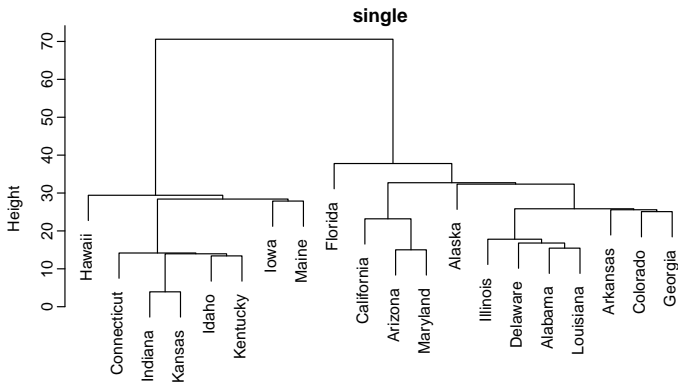 single
Height
70
60
50
40
30
20
10
0
Hawaii
Connecticut
Indiana
Kansas
Idaho
Kentucky
Iowa
Maine
Florida
California
Arizona
Maryland
Alaska
Illinois
Delaware
Alabama
Louisiana
Arkansas
Colorado
Georgia